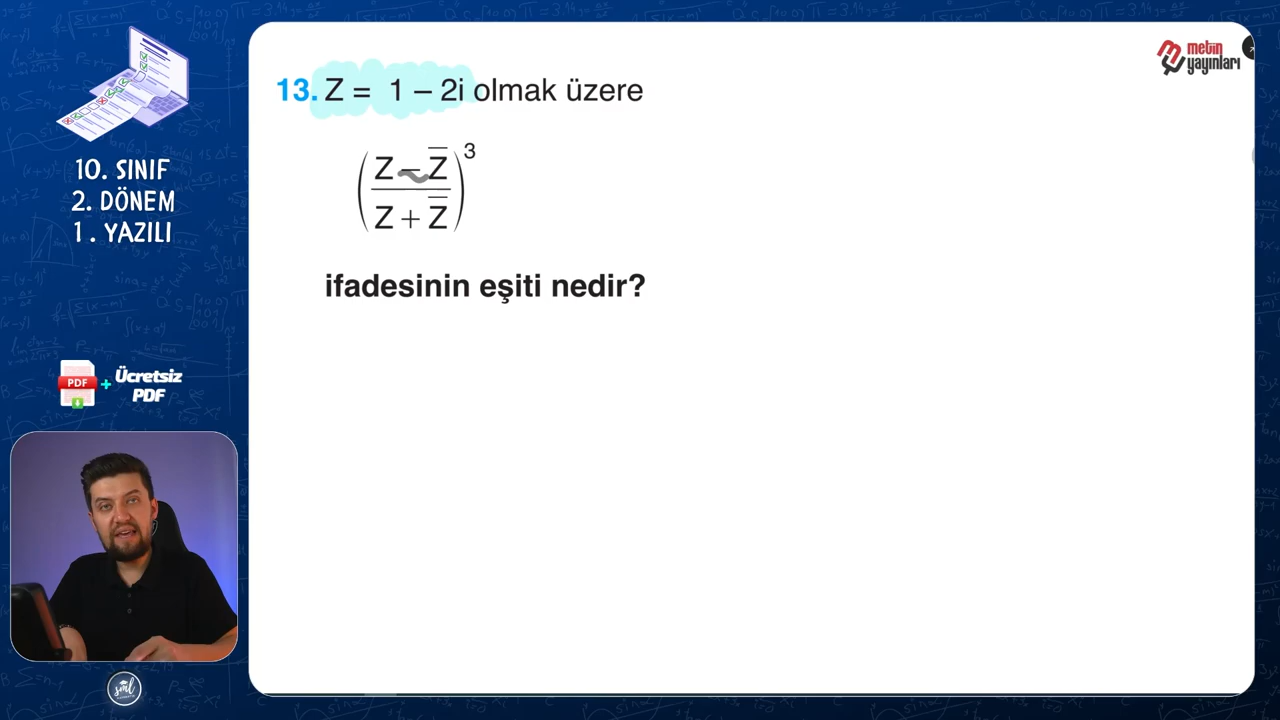 10. SINIF
2. DÖNEM
1. YAZILI
PDF
Ücretsiz
PDF
sml
metin
yayınları
13. Z = 1 – 2i olmak üzere
(Z – Z̅ / Z + Z̅)³
ifadesinin eşiti nedir?